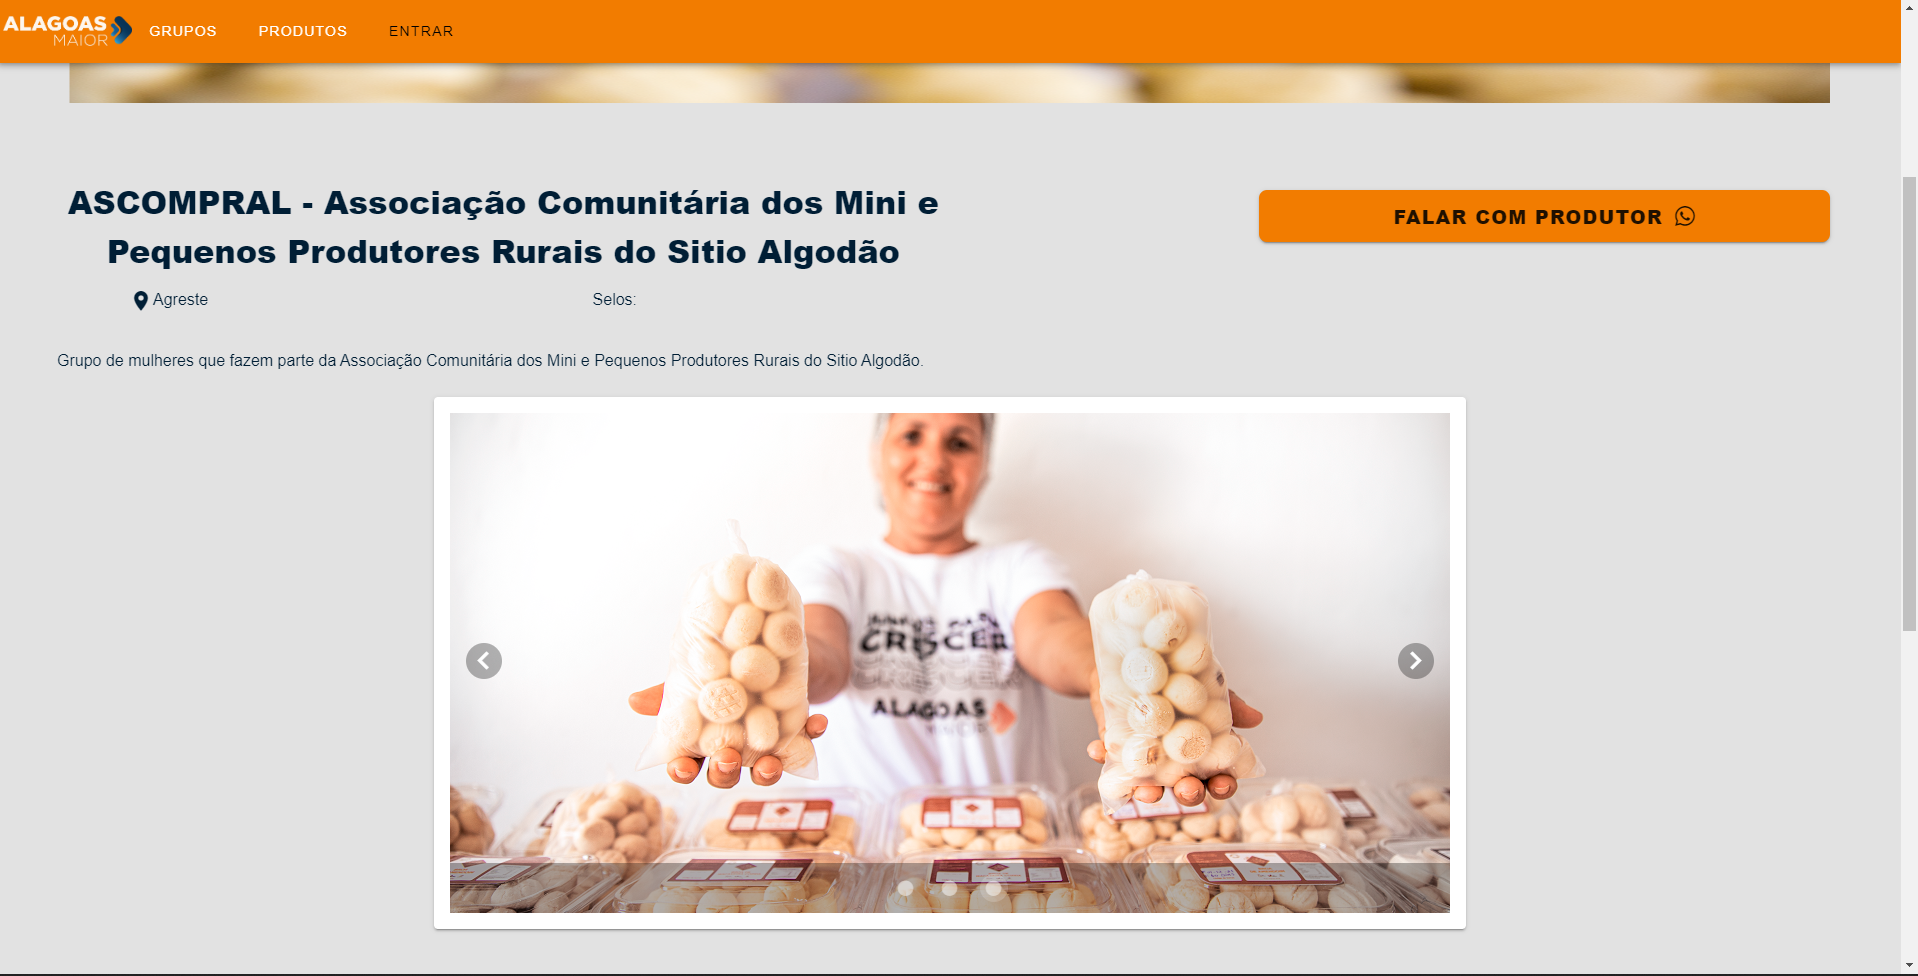 ALAGOAS
MAIOR
GRUPOS
PRODUTOS
ENTRAR
ASCOMPRAL - Associação Comunitária dos Mini e
Pequenos Produtores Rurais do Sitio Algodão
FALAR COM PRODUTOR
Agreste
Selos:
Grupo de mulheres que fazem parte da Associação Comunitária dos Mini e Pequenos Produtores Rurais do Sitio Algodão.
CRESCER
ALAGOAS
MAIOR